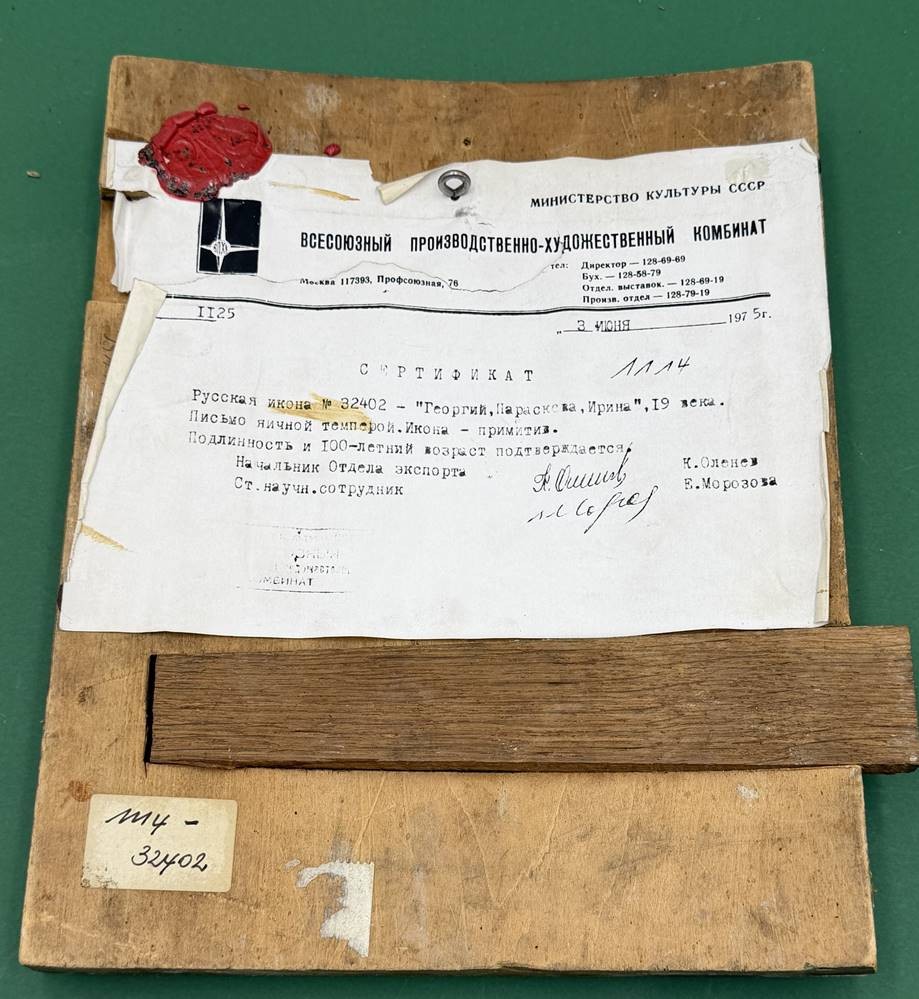 МИНИСТЕРСТВО КУЛЬТУРЫ СССР
ВСЕСОЮЗНЫЙ ПРОИЗВОДСТВЕННО-ХУДОЖЕСТВЕННЫЙ КОМБИНАТ
Москва 117393, Профсоюзная, 76
тел: Директор — 128-69-69
Бух. — 128-58-79
Отдел. выставок. — 128-69-19
Произв. отдел — 128-79-19
II25
„ 3 ИЮНЯ 1975г.
СЕРТИФИКАТ
1114
Русская икона № 32402 - "Георгий,Параскева,Ирина",19 века.
Письмо яичной темперой.Икона - примитив.
Подлинность и I00-летний возраст подтверждается.
Начальник Отдела экспорта К.Оленев
Ст.научн.сотрудник Е.Морозова
КОМБИНАТ
32402